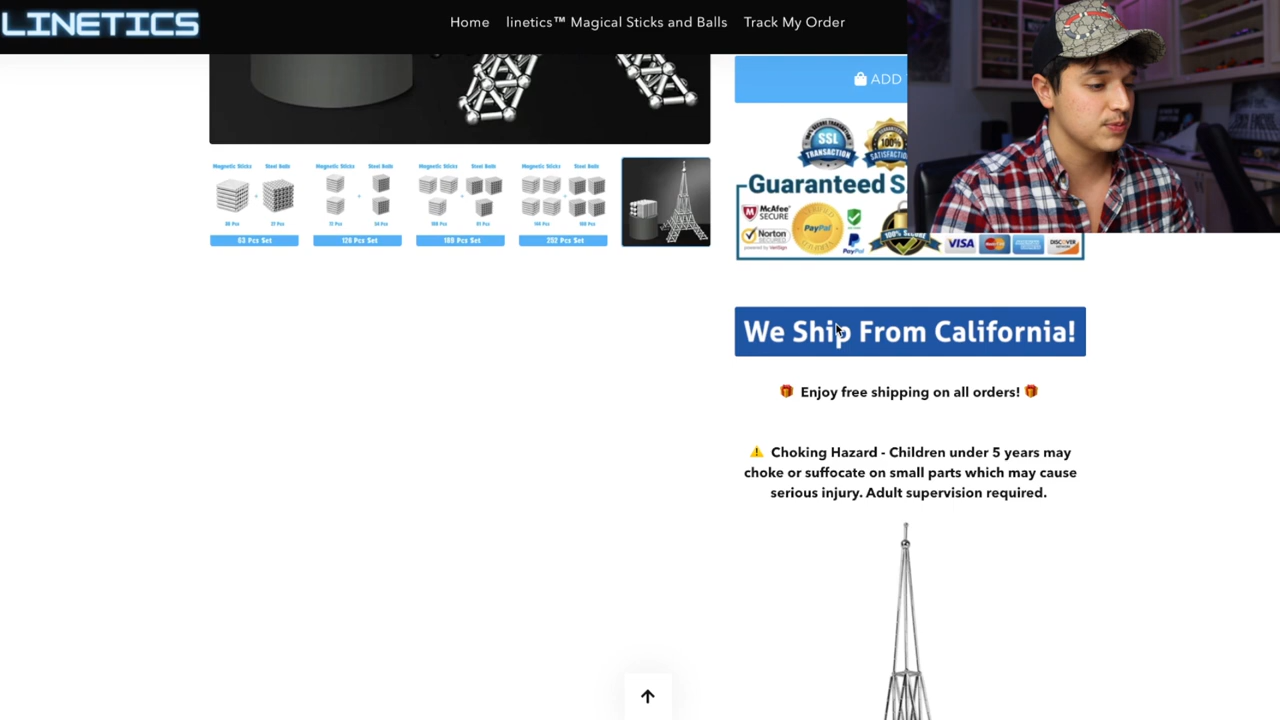 LINETICS
Home
linetics™ Magical Sticks and Balls
Track My Order
ADD
SSL
TRANSACTION
GUARANTEED
SATISFACTION
Guaranteed S
McAfee
SECURE
Norton
SECURED
powered by VeriSign
CERTIFIED
PayPal
PayPal
100% Secure
VISA
DISCOVER
Magnetic Sticks
Steel Balls
36 Pcs
27 Pcs
63 Pcs Set
Magnetic Sticks
Steel Balls
72 Pcs
54 Pcs
126 Pcs Set
Magnetic Sticks
Steel Balls
108 Pcs
81 Pcs
189 Pcs Set
Magnetic Sticks
Steel Balls
144 Pcs
108 Pcs
252 Pcs Set
We Ship From California!
🎁 Enjoy free shipping on all orders! 🎁
⚠️ Choking Hazard - Children under 5 years may
choke or suffocate on small parts which may cause
serious injury. Adult supervision required.